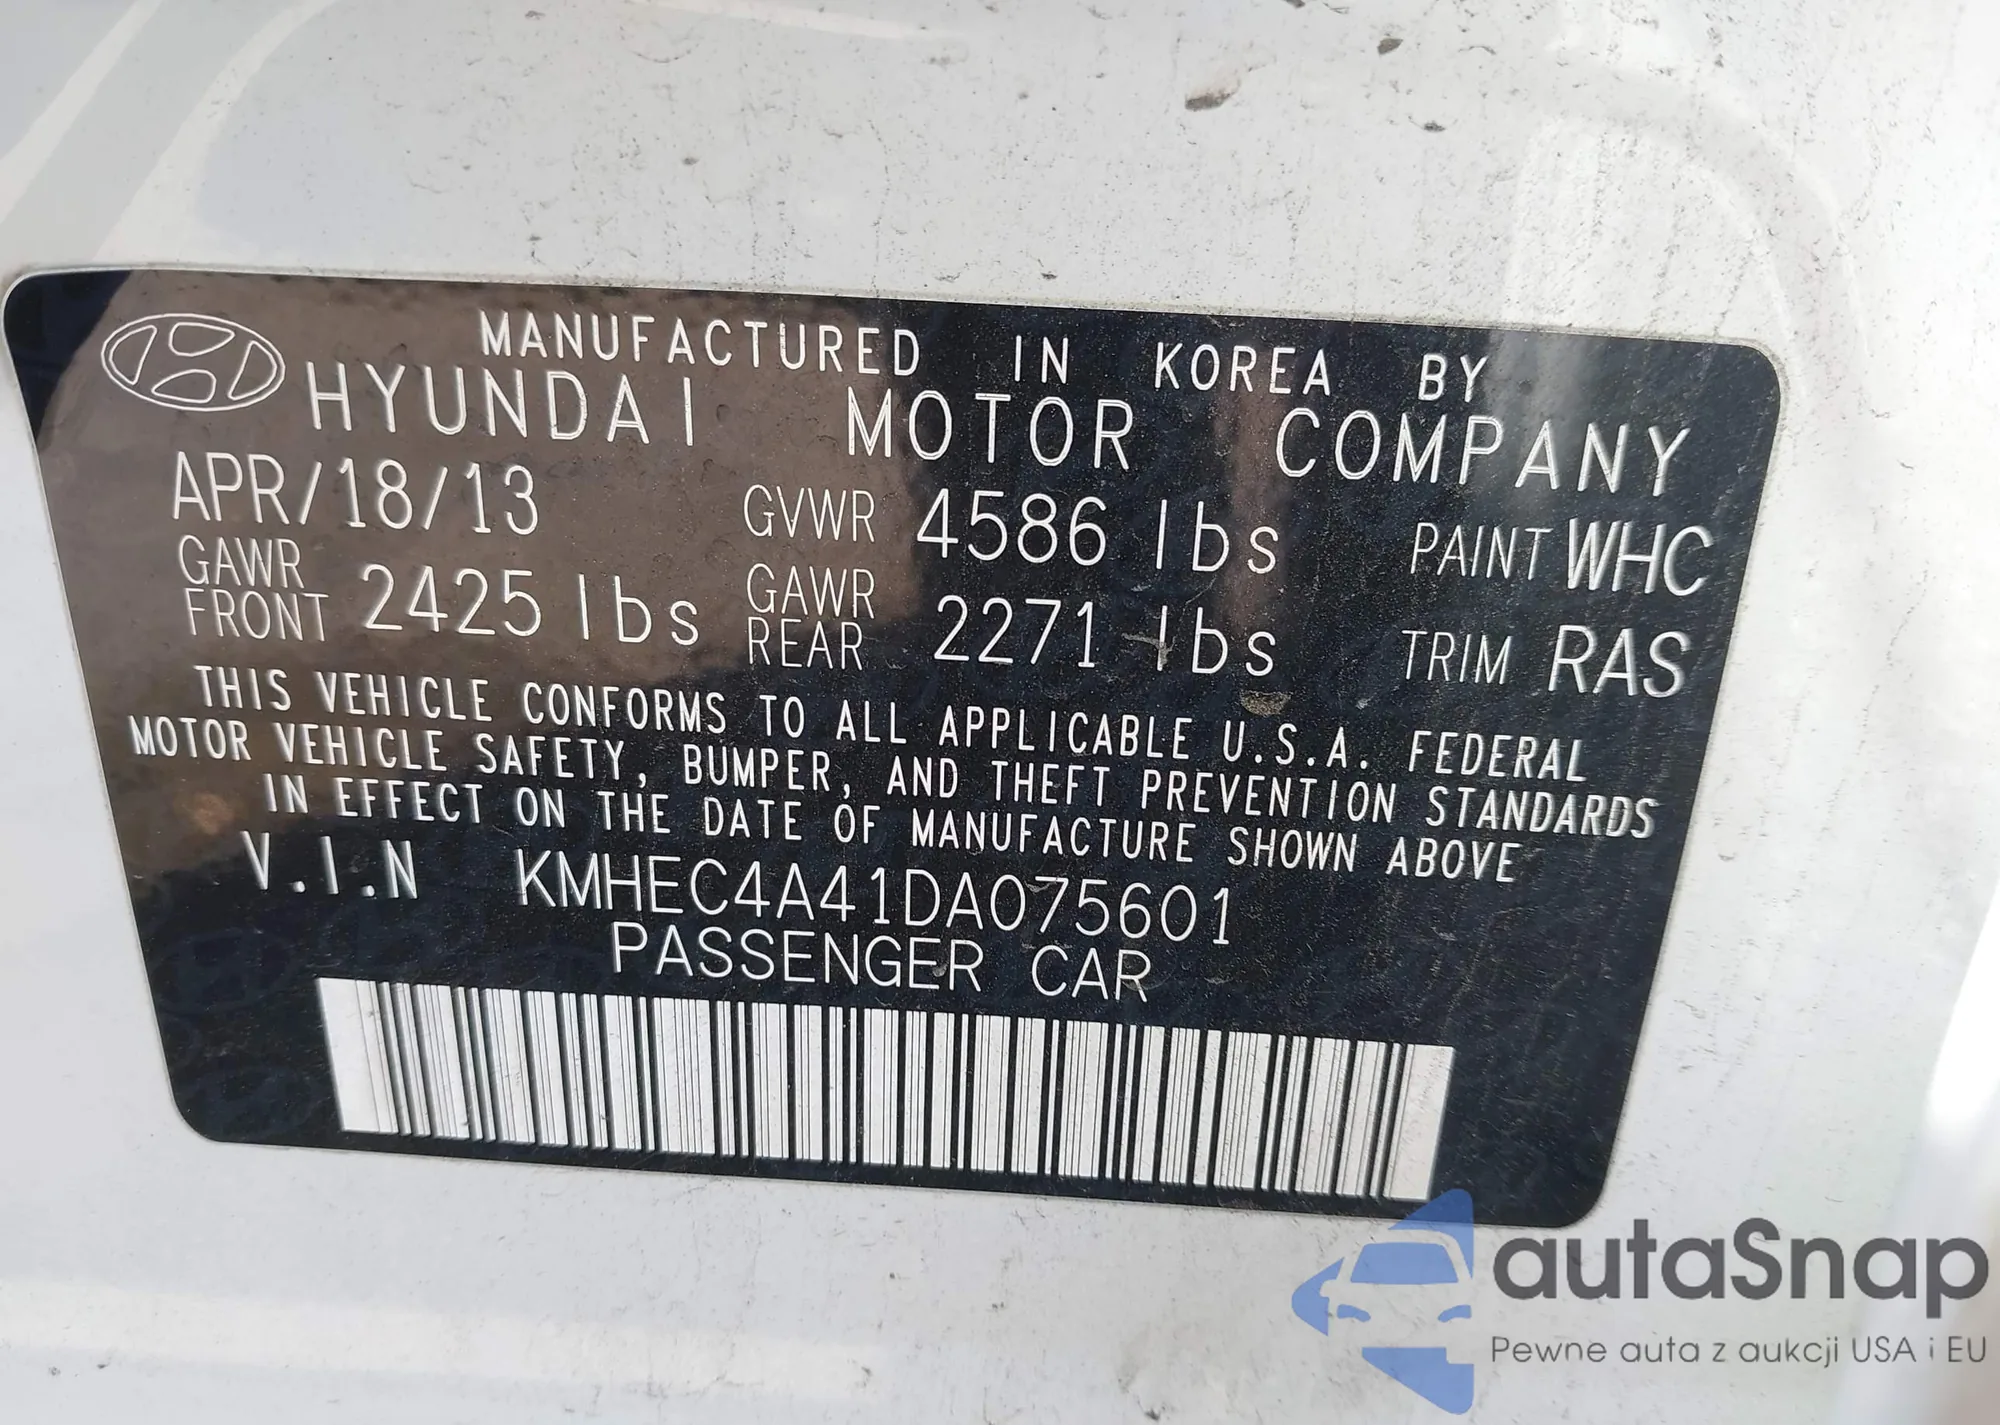 MANUFACTURED IN KOREA BY
HYUNDAI MOTOR COMPANY
APR/18/13 GVWR 4586 lbs PAINT WHC
GAWR FRONT 2425 lbs GAWR REAR 2271 lbs TRIM RAS
THIS VEHICLE CONFORMS TO ALL APPLICABLE U.S.A. FEDERAL
MOTOR VEHICLE SAFETY, BUMPER, AND THEFT PREVENTION STANDARDS
IN EFFECT ON THE DATE OF MANUFACTURE SHOWN ABOVE
V.I.N KMHEC4A41DA075601
PASSENGER CAR
autaSnap
Pewne auta z aukcji USA i EU